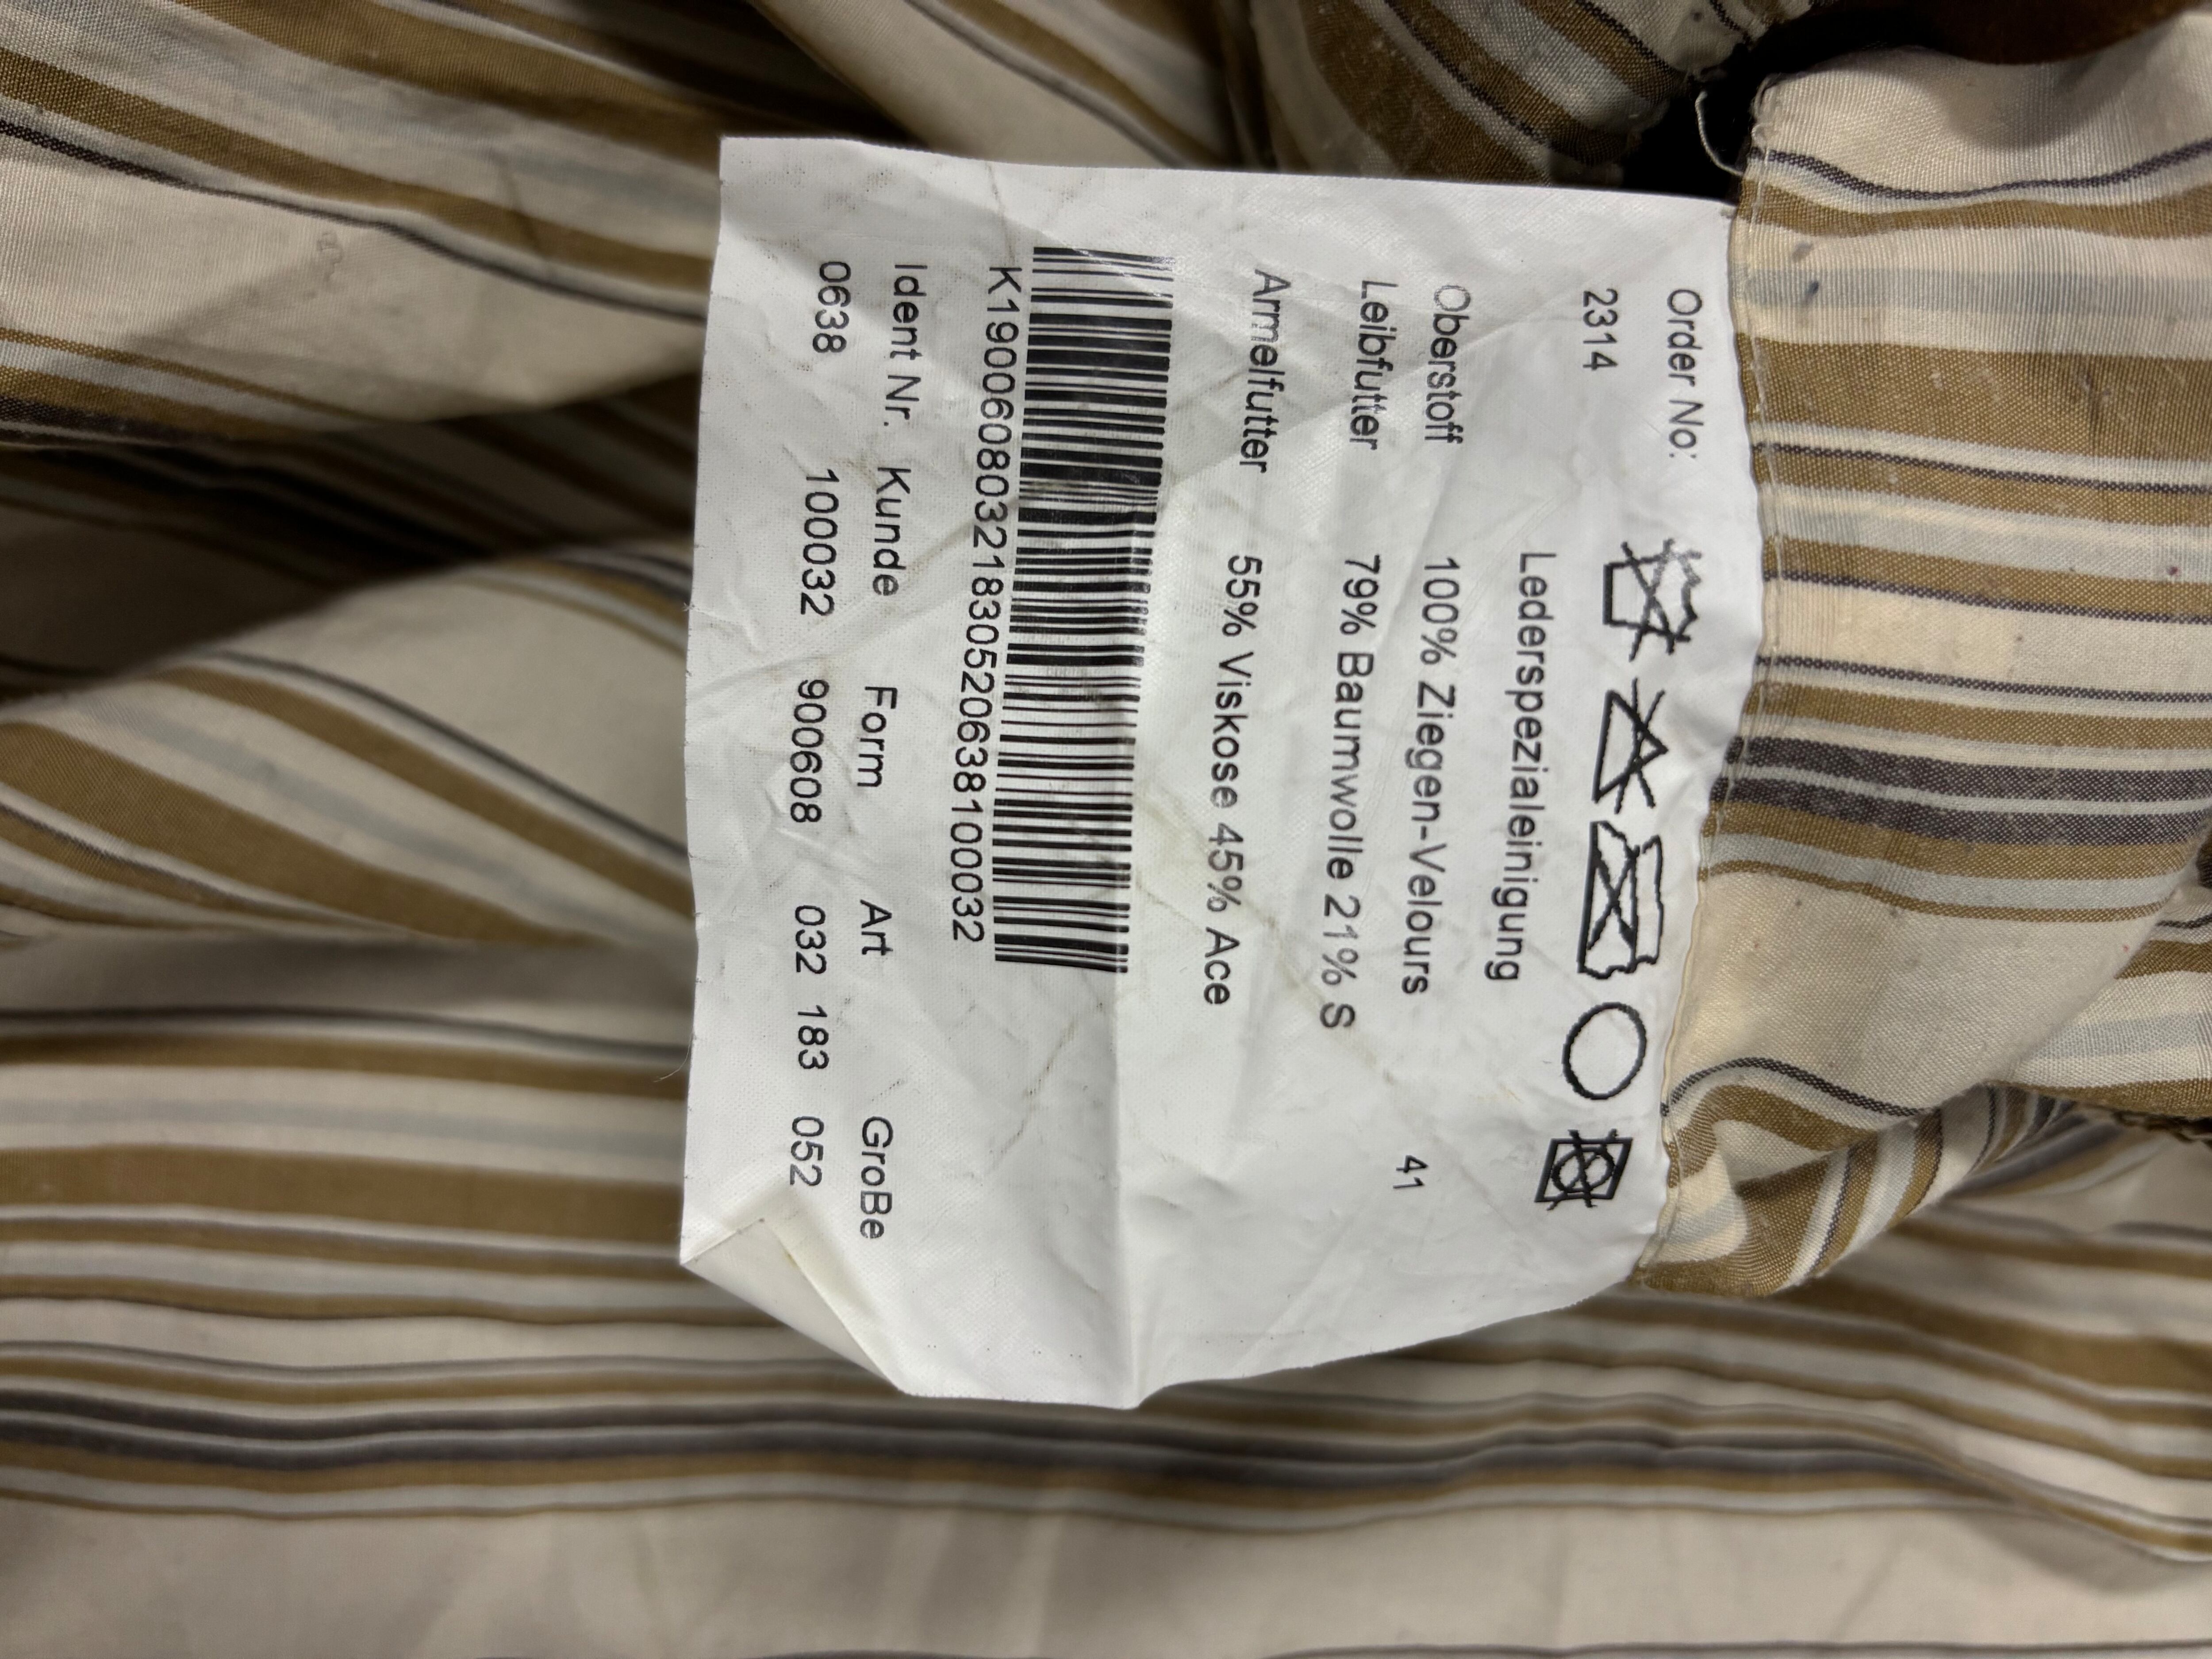 Order No:
2314
Lederspezialeinigung
Oberstoff 100% Ziegen-Velours 41
Leibfutter 79% Baumwolle 21% S
Armelfutter 55% Viskose 45% Ace
K19006080321830520638100032
Ident Nr. Kunde Form Art GroBe
0638 100032 900608 032 183 052